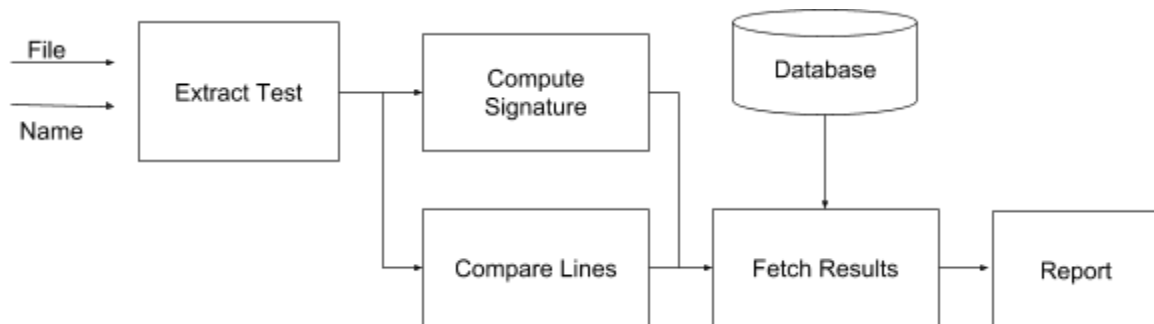 File
Name
Extract Test
Compute
Signature
Database
Compare Lines
Fetch Results
Report